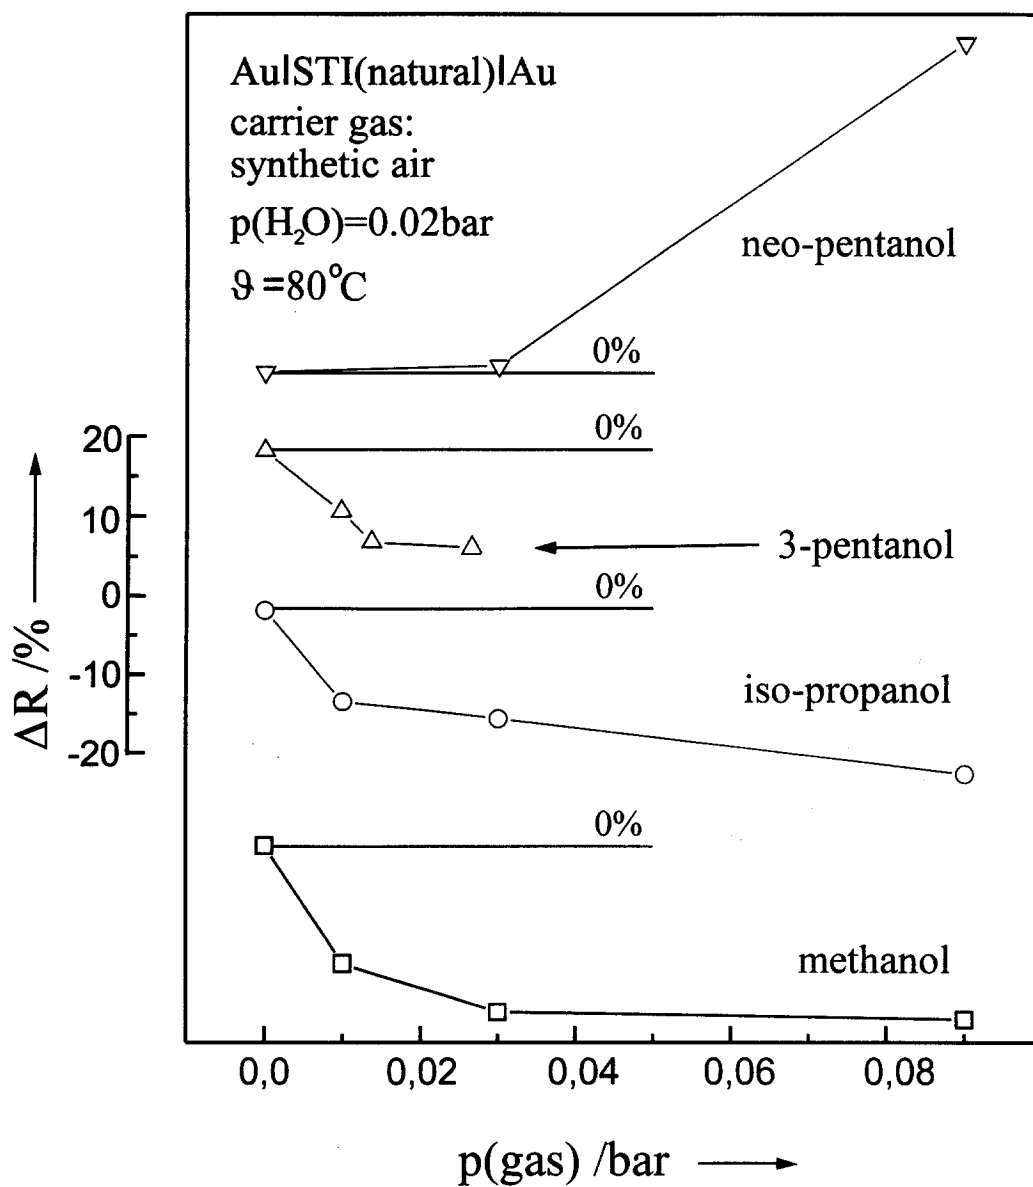 Au|STI(natural)|Au
carrier gas:
synthetic air
p(H₂O)=0.02bar
ϑ =80°C
neo-pentanol
0%
0%
20
10
3-pentanol
0
0%
-10
iso-propanol
-20
ΔR /%
0%
methanol
0,0 0,02 0,04 0,06 0,08
p(gas) /bar